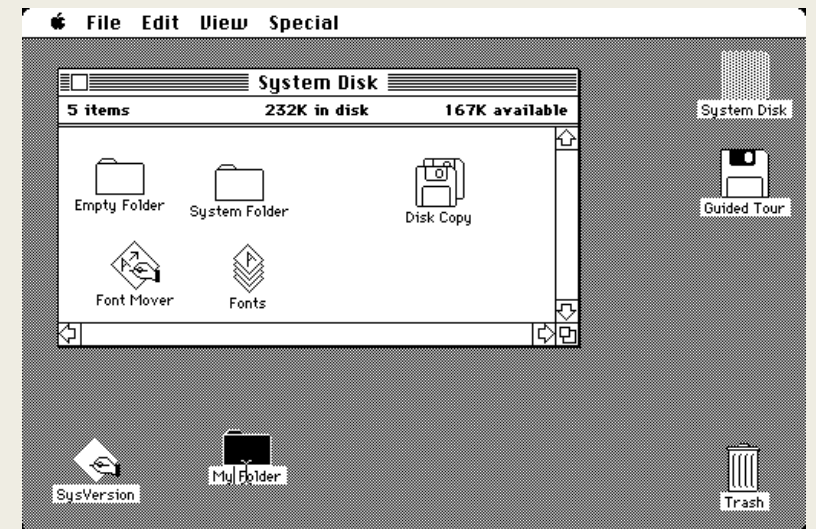 File Edit View Special
System Disk
5 items 232K in disk 167K available
Empty Folder
System Folder
Disk Copy
Font Mover
Fonts
System Disk
Guided Tour
SysVersion
My Folder
Trash